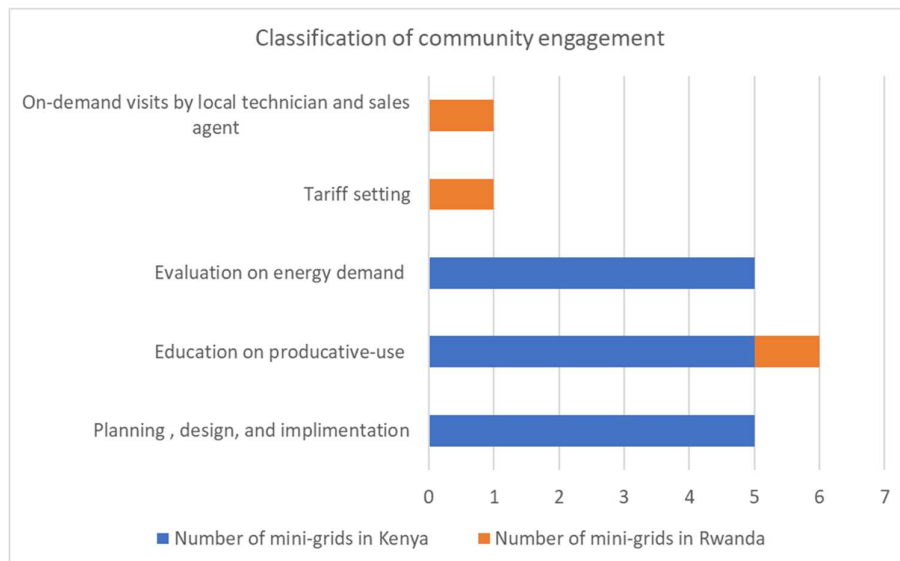 Classification of community engagement
On-demand visits by local technician and sales
agent
Tariff setting
Evaluation on energy demand
Education on producative-use
Planning , design, and implimentation
0 1 2 3 4 5 6 7
Number of mini-grids in Kenya Number of mini-grids in Rwanda